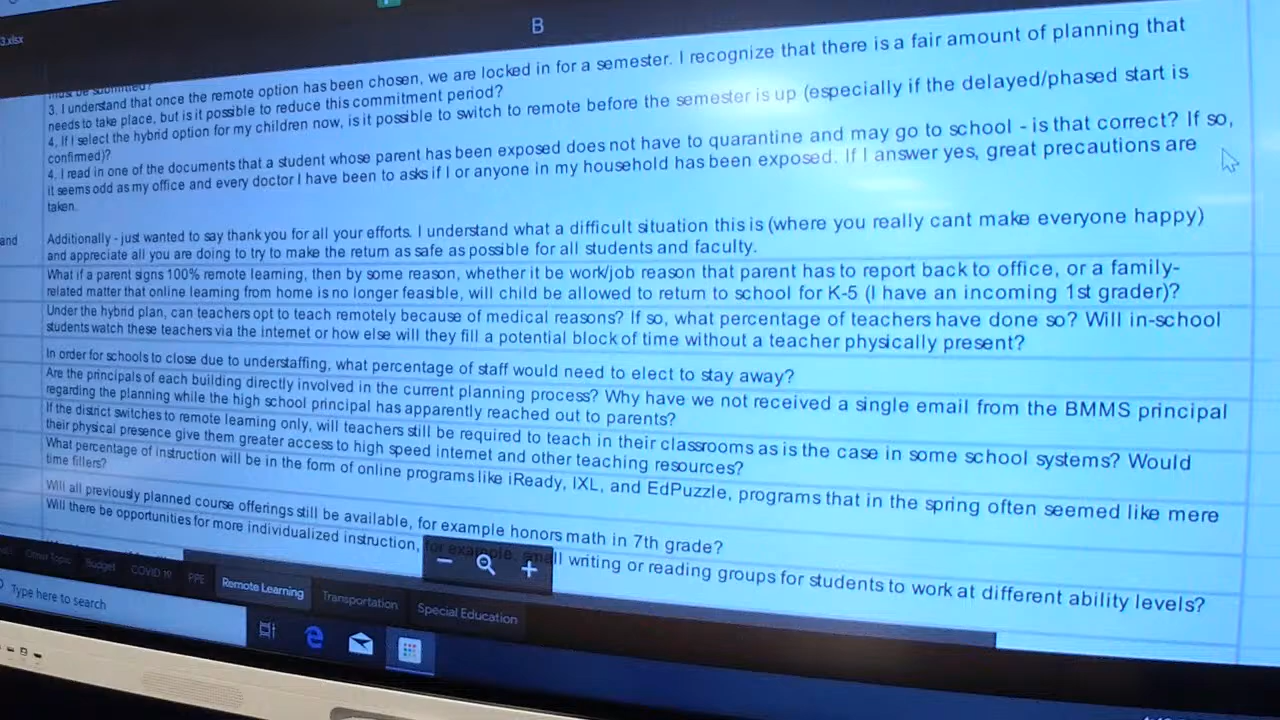 3.xlsx
B
must be submitted?
3. I understand that once the remote option has been chosen, we are locked in for a semester. I recognize that there is a fair amount of planning that
needs to take place, but is it possible to reduce this commitment period?
4. If I select the hybrid option for my children now, is it possible to switch to remote before the semester is up (especially if the delayed/phased start is
confirmed)?
4. I read in one of the documents that a student whose parent has been exposed does not have to quarantine and may go to school - is that correct? If so,
it seems odd as my office and every doctor I have been to asks if I or anyone in my household has been exposed. If I answer yes, great precautions are
taken.
and
Additionally - just wanted to say thank you for all your efforts. I understand what a difficult situation this is (where you really cant make everyone happy)
and appreciate all you are doing to try to make the return as safe as possible for all students and faculty.
What if a parent signs 100% remote learning, then by some reason, whether it be work/job reason that parent has to report back to office, or a family-
related matter that online learning from home is no longer feasible, will child be allowed to return to school for K-5 (I have an incoming 1st grader)?
Under the hybrid plan, can teachers opt to teach remotely because of medical reasons? If so, what percentage of teachers have done so? Will in-school
students watch these teachers via the internet or how else will they fill a potential block of time without a teacher physically present?
In order for schools to close due to understaffing, what percentage of staff would need to elect to stay away?
Are the principals of each building directly involved in the current planning process? Why have we not received a single email from the BMMS principal
regarding the planning while the high school principal has apparently reached out to parents?
If the district switches to remote learning only, will teachers still be required to teach in their classrooms as is the case in some school systems? Would
their physical presence give them greater access to high speed internet and other teaching resources?
What percentage of instruction will be in the form of online programs like iReady, IXL, and EdPuzzle, programs that in the spring often seemed like mere
time fillers?
Will all previously planned course offerings still be available, for example honors math in 7th grade?
Will there be opportunities for more individualized instruction, for example, small writing or reading groups for students to work at different ability levels?
Other Topic Budget COVID 19 PPE Remote Learning Transportation Special Education
Type here to search